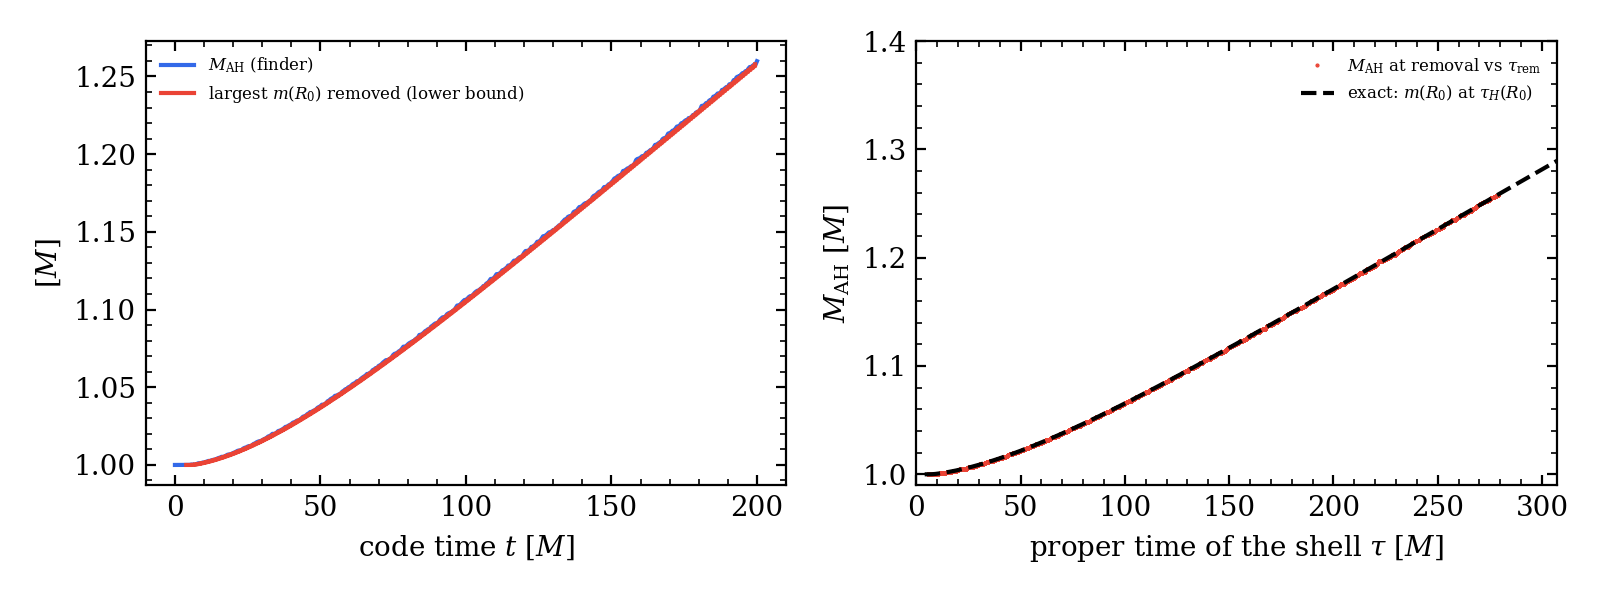 M_AH (finder)
largest m(R_0) removed (lower bound)
[M]
1.25
1.20
1.15
1.10
1.05
1.00
0 50 100 150 200
code time t [M]
M_AH at removal vs τ_rem
exact: m(R_0) at τ_H(R_0)
M_AH [M]
1.4
1.3
1.2
1.1
1.0
0 50 100 150 200 250 300
proper time of the shell τ [M]